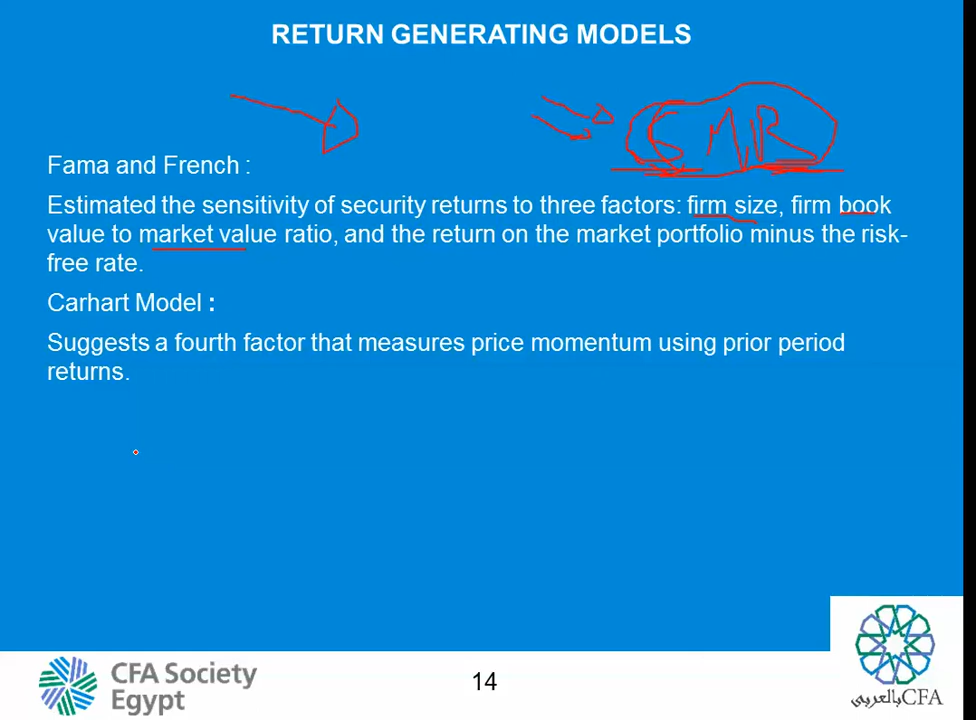 RETURN GENERATING MODELS
EMR
Fama and French :
Estimated the sensitivity of security returns to three factors: firm size, firm book
value to market value ratio, and the return on the market portfolio minus the risk-
free rate.
Carhart Model :
Suggests a fourth factor that measures price momentum using prior period
returns.
CFA Society
Egypt
14
CFAبالعربي